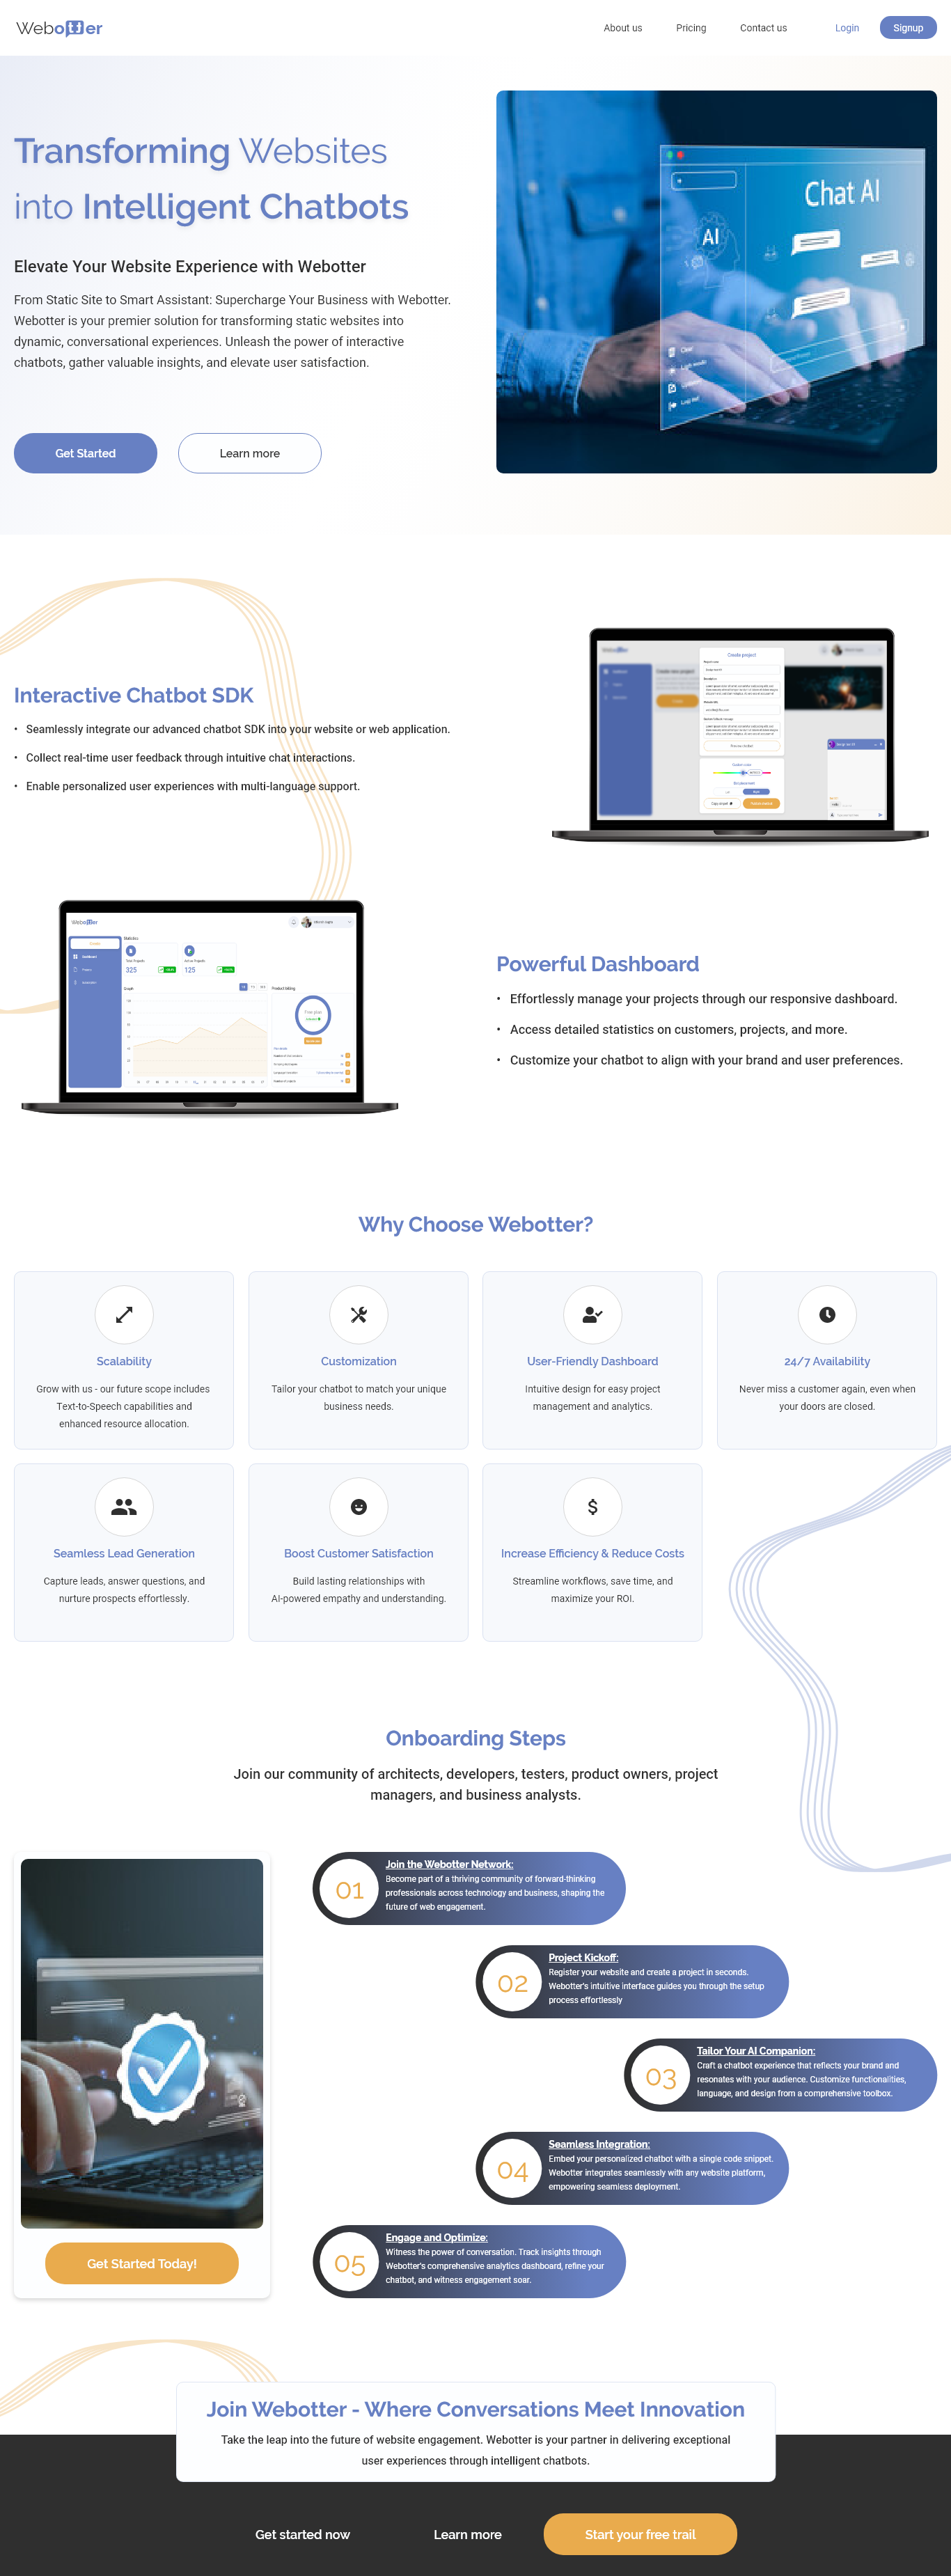 Webotter
About us
Pricing
Contact us
Login
Signup
Transforming Websites
into Intelligent Chatbots
Elevate Your Website Experience with Webotter
From Static Site to Smart Assistant: Supercharge Your Business with Webotter.
Webotter is your premier solution for transforming static websites into
dynamic, conversational experiences. Unleash the power of interactive
chatbots, gather valuable insights, and elevate user satisfaction.
Get Started
Learn more
Chat AI
AI
Interactive Chatbot SDK
• Seamlessly integrate our advanced chatbot SDK into your website or web application.
• Collect real-time user feedback through intuitive chat interactions.
• Enable personalized user experiences with multi-language support.
Create project
Webotter
Statistics
325
125
Powerful Dashboard
• Effortlessly manage your projects through our responsive dashboard.
• Access detailed statistics on customers, projects, and more.
• Customize your chatbot to align with your brand and user preferences.
Why Choose Webotter?
Scalability
Grow with us - our future scope includes
Text-to-Speech capabilities and
enhanced resource allocation.
Customization
Tailor your chatbot to match your unique
business needs.
User-Friendly Dashboard
Intuitive design for easy project
management and analytics.
24/7 Availability
Never miss a customer again, even when
your doors are closed.
Seamless Lead Generation
Capture leads, answer questions, and
nurture prospects effortlessly.
Boost Customer Satisfaction
Build lasting relationships with
AI-powered empathy and understanding.
Increase Efficiency & Reduce Costs
Streamline workflows, save time, and
maximize your ROI.
Onboarding Steps
Join our community of architects, developers, testers, product owners, project
managers, and business analysts.
Get Started Today!
01
Join the Webotter Network:
Become part of a thriving community of forward-thinking
professionals across technology and business, shaping the
future of web engagement.
02
Project Kickoff:
Register your website and create a project in seconds.
Webotter's intuitive interface guides you through the setup
process effortlessly
03
Tailor Your AI Companion:
Craft a chatbot experience that reflects your brand and
resonates with your audience. Customize functionalities,
language, and design from a comprehensive toolbox.
04
Seamless Integration:
Embed your personalized chatbot with a single code snippet.
Webotter integrates seamlessly with any website platform,
empowering seamless deployment.
05
Engage and Optimize:
Witness the power of conversation. Track insights through
Webotter's comprehensive analytics dashboard, refine your
chatbot, and witness engagement soar.
Join Webotter - Where Conversations Meet Innovation
Take the leap into the future of website engagement. Webotter is your partner in delivering exceptional
user experiences through intelligent chatbots.
Get started now
Learn more
Start your free trail